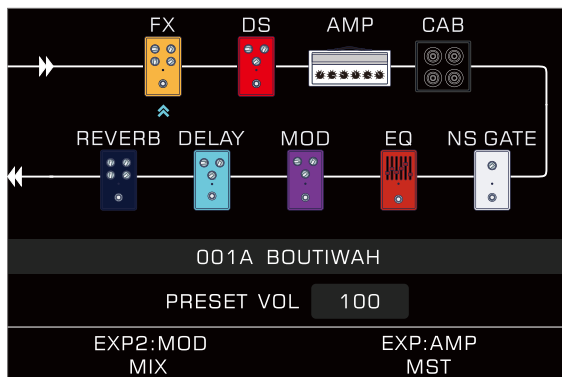 FX DS AMP CAB
REVERB DELAY MOD EQ NS GATE
001A BOUTIWAH
PRESET VOL 100
EXP2:MOD EXP:AMP
MIX MST